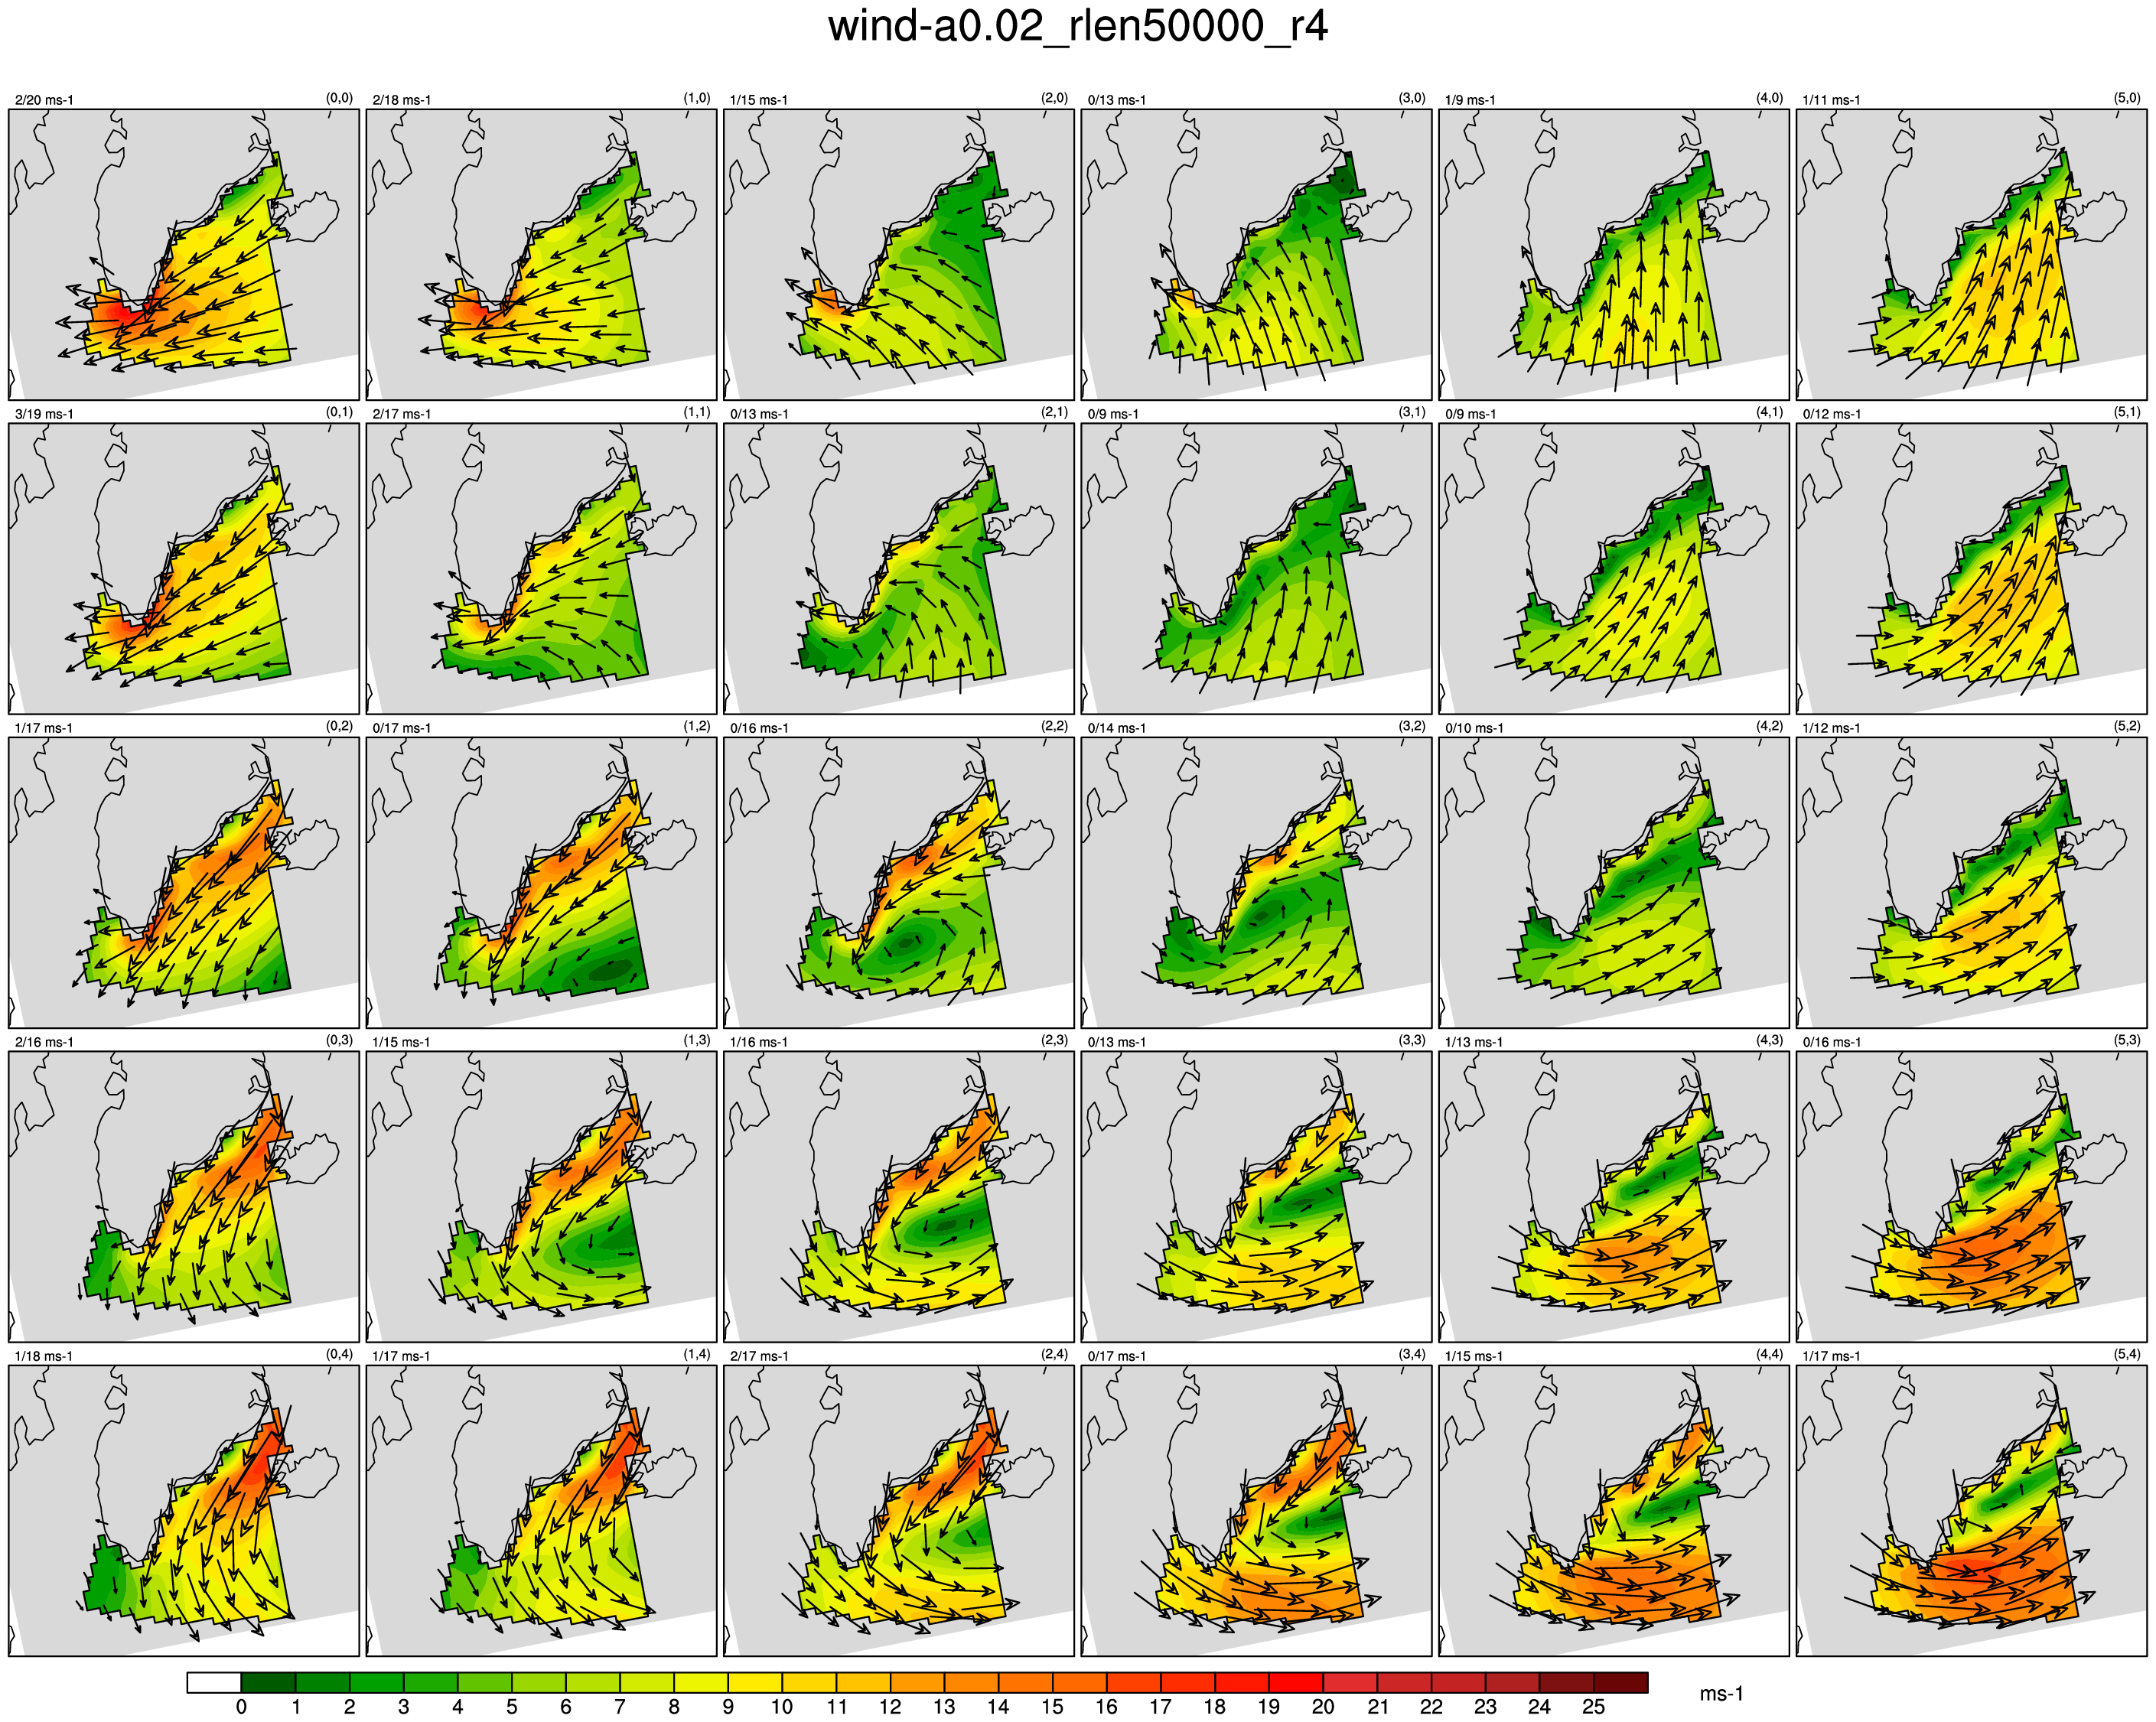 wind-a0.02_rlen50000_r4
2/20 ms-1 (0,0) 2/18 ms-1 (1,0) 1/15 ms-1 (2,0) 0/13 ms-1 (3,0) 1/9 ms-1 (4,0) 1/11 ms-1 (5,0)
3/19 ms-1 (0,1) 2/17 ms-1 (1,1) 0/13 ms-1 (2,1) 0/9 ms-1 (3,1) 0/9 ms-1 (4,1) 0/12 ms-1 (5,1)
1/17 ms-1 (0,2) 0/17 ms-1 (1,2) 0/16 ms-1 (2,2) 0/14 ms-1 (3,2) 0/10 ms-1 (4,2) 1/12 ms-1 (5,2)
2/16 ms-1 (0,3) 1/15 ms-1 (1,3) 1/16 ms-1 (2,3) 0/13 ms-1 (3,3) 1/13 ms-1 (4,3) 0/16 ms-1 (5,3)
1/18 ms-1 (0,4) 1/17 ms-1 (1,4) 2/17 ms-1 (2,4) 0/17 ms-1 (3,4) 1/15 ms-1 (4,4) 1/17 ms-1 (5,4)
0 1 2 3 4 5 6 7 8 9 10 11 12 13 14 15 16 17 18 19 20 21 22 23 24 25 ms-1